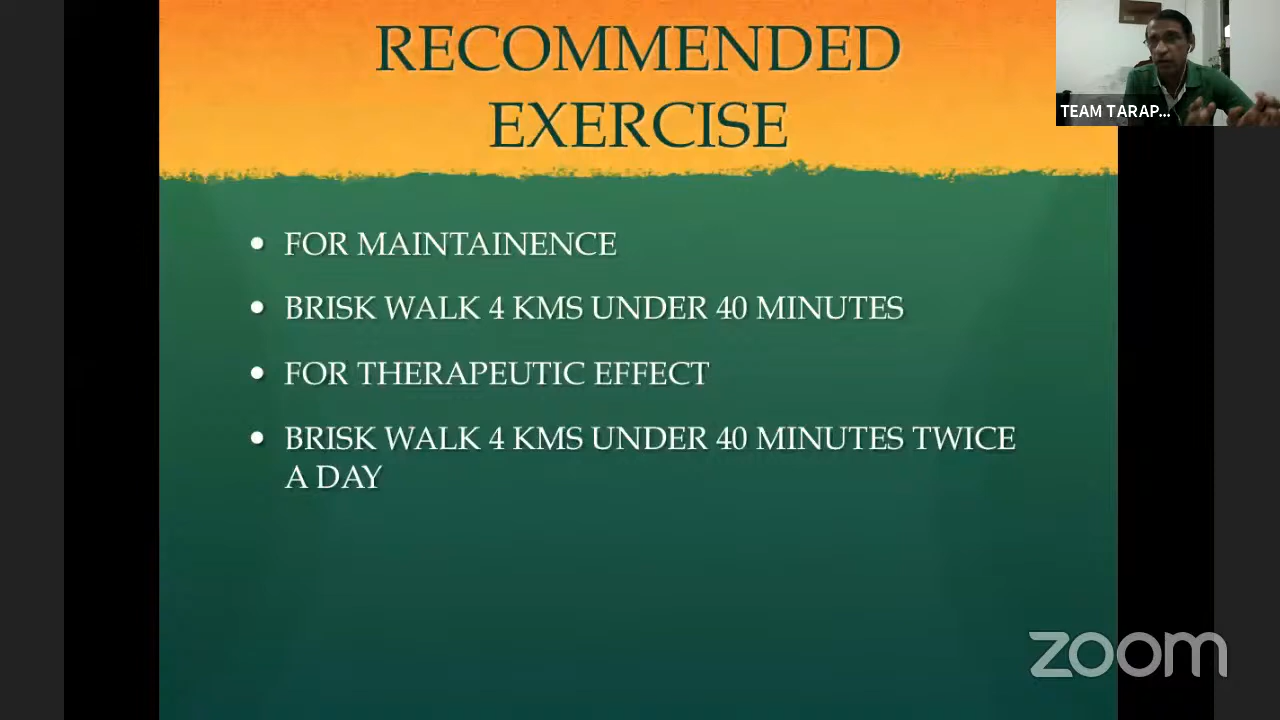 RECOMMENDED
EXERCISE
TEAM TARAP...
• FOR MAINTAINENCE
• BRISK WALK 4 KMS UNDER 40 MINUTES
• FOR THERAPEUTIC EFFECT
• BRISK WALK 4 KMS UNDER 40 MINUTES TWICE
A DAY
zoom